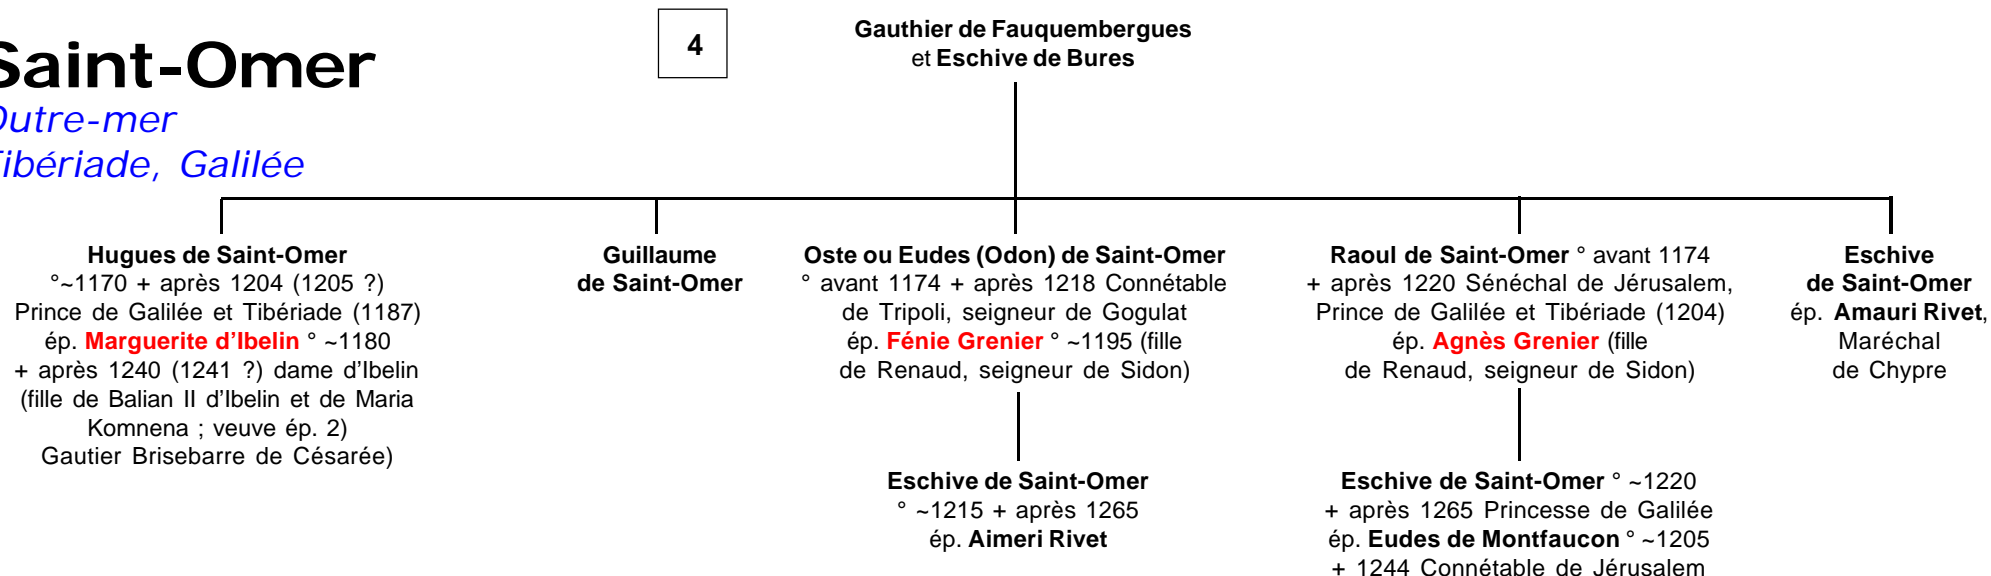 Saint-Omer
Outre-mer
Tibériade, Galilée
4
Gauthier de Fauquembergues
et Eschive de Bures
Hugues de Saint-Omer
°~1170 + après 1204 (1205 ?)
Prince de Galilée et Tibériade (1187)
ép. Marguerite d'Ibelin ° ~1180
+ après 1240 (1241 ?) dame d'Ibelin
(fille de Balian II d'Ibelin et de Maria
Komnena ; veuve ép. 2)
Gautier Brisebarre de Césarée)
Guillaume
de Saint-Omer
Oste ou Eudes (Odon) de Saint-Omer
° avant 1174 + après 1218 Connétable
de Tripoli, seigneur de Gogulat
ép. Fénie Grenier ° ~1195 (fille
de Renaud, seigneur de Sidon)
Raoul de Saint-Omer ° avant 1174
+ après 1220 Sénéchal de Jérusalem,
Prince de Galilée et Tibériade (1204)
ép. Agnès Grenier (fille
de Renaud, seigneur de Sidon)
Eschive
de Saint-Omer
ép. Amauri Rivet,
Maréchal
de Chypre
Eschive de Saint-Omer
° ~1215 + après 1265
ép. Aimeri Rivet
Eschive de Saint-Omer ° ~1220
+ après 1265 Princesse de Galilée
ép. Eudes de Montfaucon ° ~1205
+ 1244 Connétable de Jérusalem